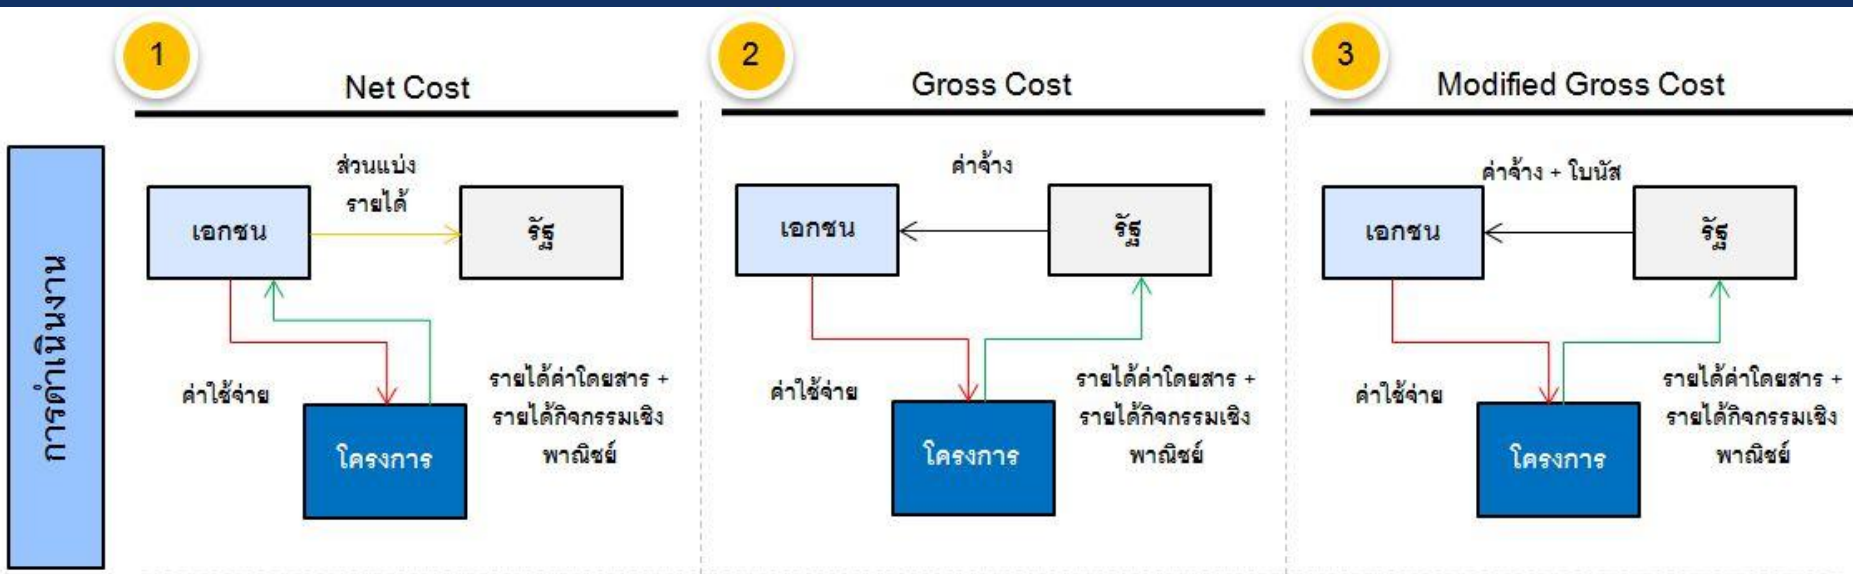 1
Net Cost
2
Gross Cost
3
Modified Gross Cost
การดำเนินงาน
ส่วนแบ่ง
รายได้
เอกชน
รัฐ
ค่าใช้จ่าย
รายได้ค่าโดยสาร +
รายได้กิจกรรมเชิง
พาณิชย์
โครงการ
ค่าจ้าง
เอกชน
รัฐ
ค่าใช้จ่าย
รายได้ค่าโดยสาร +
รายได้กิจกรรมเชิง
พาณิชย์
โครงการ
ค่าจ้าง + โบนัส
เอกชน
รัฐ
ค่าใช้จ่าย
รายได้ค่าโดยสาร +
รายได้กิจกรรมเชิง
พาณิชย์
โครงการ